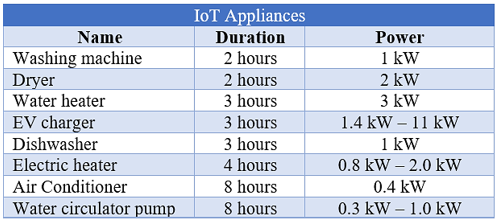 IoT Appliances
Name Duration Power
Washing machine 2 hours 1 kW
Dryer 2 hours 2 kW
Water heater 3 hours 3 kW
EV charger 3 hours 1.4 kW – 11 kW
Dishwasher 3 hours 1 kW
Electric heater 4 hours 0.8 kW – 2.0 kW
Air Conditioner 8 hours 0.4 kW
Water circulator pump 8 hours 0.3 kW – 1.0 kW